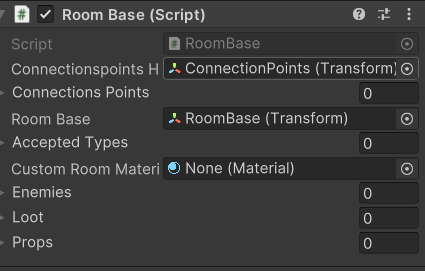 Room Base (Script)
Script RoomBase
Connectionspoints H ConnectionPoints (Transform)
Connections Points 0
Room Base RoomBase (Transform)
Accepted Types 0
Custom Room Materi None (Material)
Enemies 0
Loot 0
Props 0